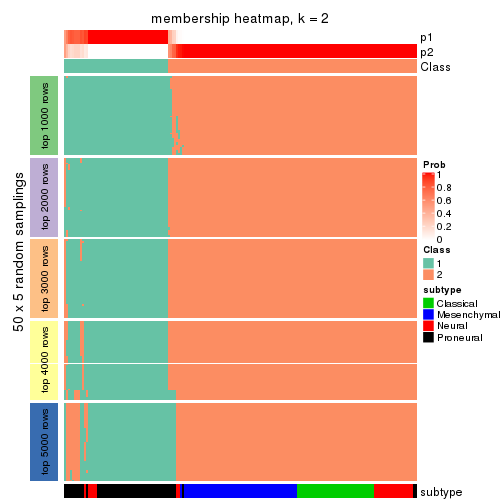 membership heatmap, k = 2
p1
p2
Class
50 x 5 random samplings
top 1000 rows
top 2000 rows
top 3000 rows
top 4000 rows
top 5000 rows
Prob
1
0.8
0.6
0.4
0.2
0
Class
1
2
subtype
Classical
Mesenchymal
Neural
Proneural
subtype